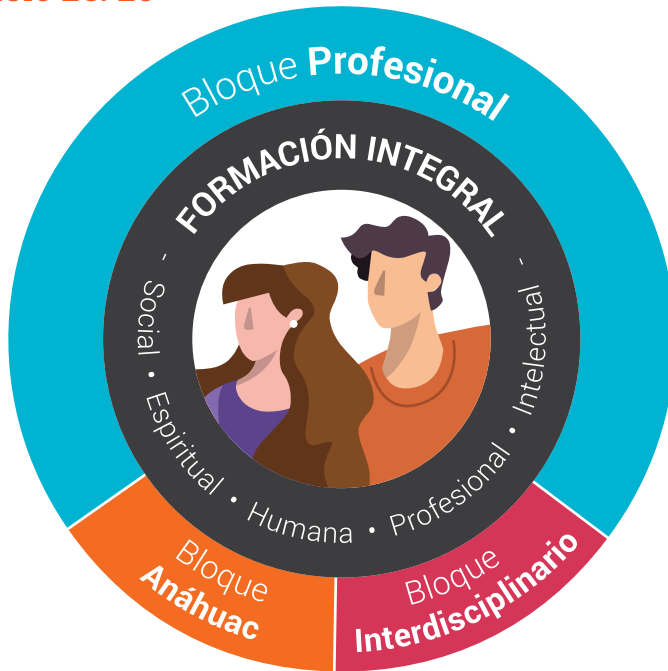 Bloque Profesional
FORMACIÓN INTEGRAL
- Social • Espiritual • Humana • Profesional • Intelectual -
Bloque
Anáhuac
Bloque
Interdisciplinario